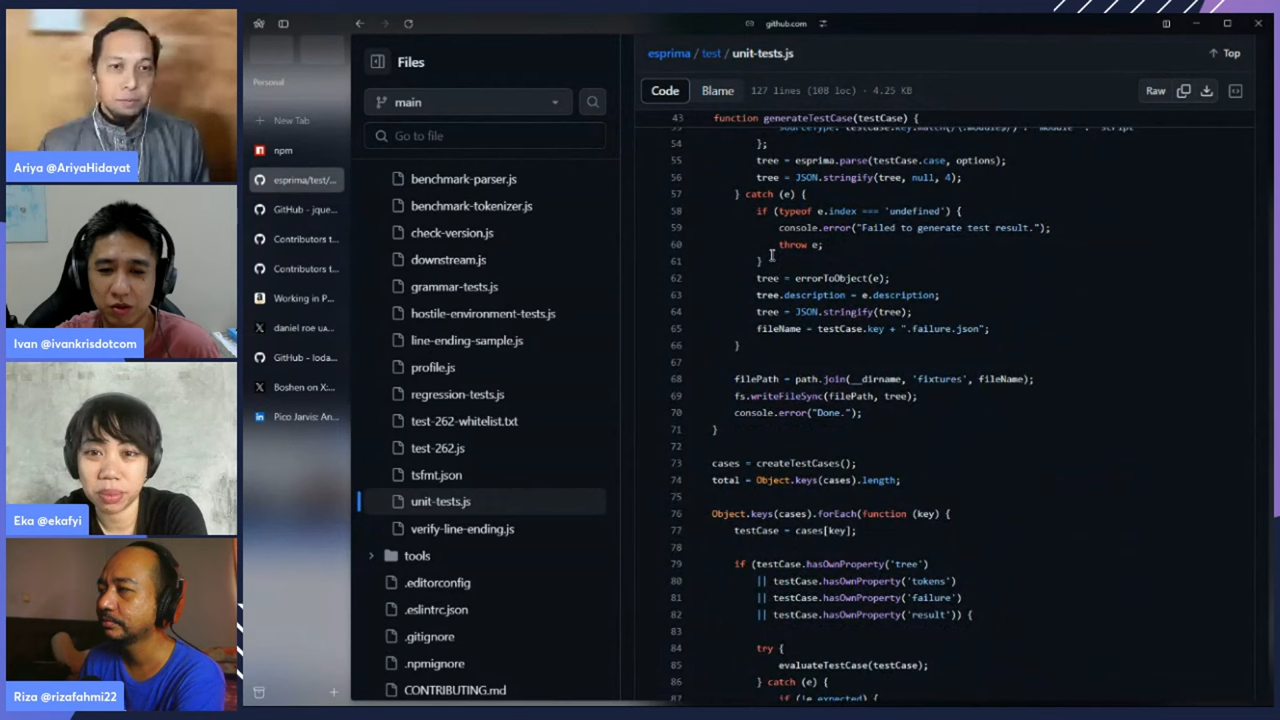 Ariya @AriyaHidayat
Ivan @ivankrisdotcom
Eka @ekafyi
Riza @rizafahmi22
github.com
Personal
New Tab
npm
esprima/test/...
GitHub - jque...
Contributors t...
Contributors t...
Working in P...
daniel roe UA...
GitHub - loda...
Boshen on X:...
Pico Jarvis: An...
Files
main
Go to file
benchmark-parser.js
benchmark-tokenizer.js
check-version.js
downstream.js
grammar-tests.js
hostile-environment-tests.js
line-ending-sample.js
profile.js
regression-tests.js
test-262-whitelist.txt
test-262.js
tsfmt.json
unit-tests.js
verify-line-ending.js
tools
.editorconfig
.eslintrc.json
.gitignore
.npmignore
CONTRIBUTING.md
esprima / test / unit-tests.js
Top
Code
Blame
127 lines (108 loc) · 4.25 KB
Raw
43 function generateTestCase(testCase) {
54 };
55 tree = esprima.parse(testCase.case, options);
56 tree = JSON.stringify(tree, null, 4);
57 } catch (e) {
58 if (typeof e.index === 'undefined') {
59 console.error("Failed to generate test result.");
60 throw e;
61 }
62 tree = errorToObject(e);
63 tree.description = e.description;
64 tree = JSON.stringify(tree);
65 fileName = testCase.key + ".failure.json";
66 }
67
68 filePath = path.join(__dirname, 'fixtures', fileName);
69 fs.writeFileSync(filePath, tree);
70 console.error("Done.");
71 }
72
73 cases = createTestCases();
74 total = Object.keys(cases).length;
75
76 Object.keys(cases).forEach(function (key) {
77 testCase = cases[key];
78
79 if (testCase.hasOwnProperty('tree')
80 || testCase.hasOwnProperty('tokens')
81 || testCase.hasOwnProperty('failure')
82 || testCase.hasOwnProperty('result')) {
83
84 try {
85 evaluateTestCase(testCase);
86 } catch (e) {
87 if (!e.expected) {